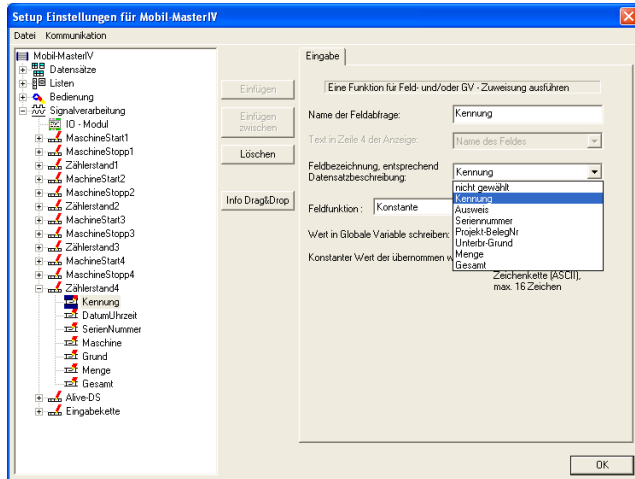 Setup Einstellungen für Mobil-MasterIV
Datei Kommunikation
Mobil-MasterIV
Datensätze
Listen
Bedienung
Signalverarbeitung
IO - Modul
MaschineStart1
MaschineStopp1
Zählerstand1
MaschineStart2
MaschineStopp2
Zählerstand2
MachineStart3
MaschineStopp3
Zählerstand3
MachineStart4
MaschineStopp4
Zählerstand4
Kennung
DatumUhrzeit
SerienNummer
Maschine
Grund
Menge
Gesamt
Alive-DS
Eingabekette
Einfügen
Einfügen
zwischen
Löschen
Info Drag&Drop
Eingabe
Eine Funktion für Feld- und/oder GV - Zuweisung ausführen
Name der Feldabfrage: Kennung
Text in Zeile 4 der Anzeige: Name des Feldes
Feldbezeichnung, entsprechend
Datensatzbeschreibung: Kennung
nicht gewählt
Kennung
Ausweis
Seriennummer
Projekt-BelegNr
Unterbr-Grund
Menge
Gesamt
Feldfunktion : Konstante
Wert in Globale Variable schreiben:
Konstanter Wert der übernommen w
Zeichenkette (ASCII),
max. 16 Zeichen
OK